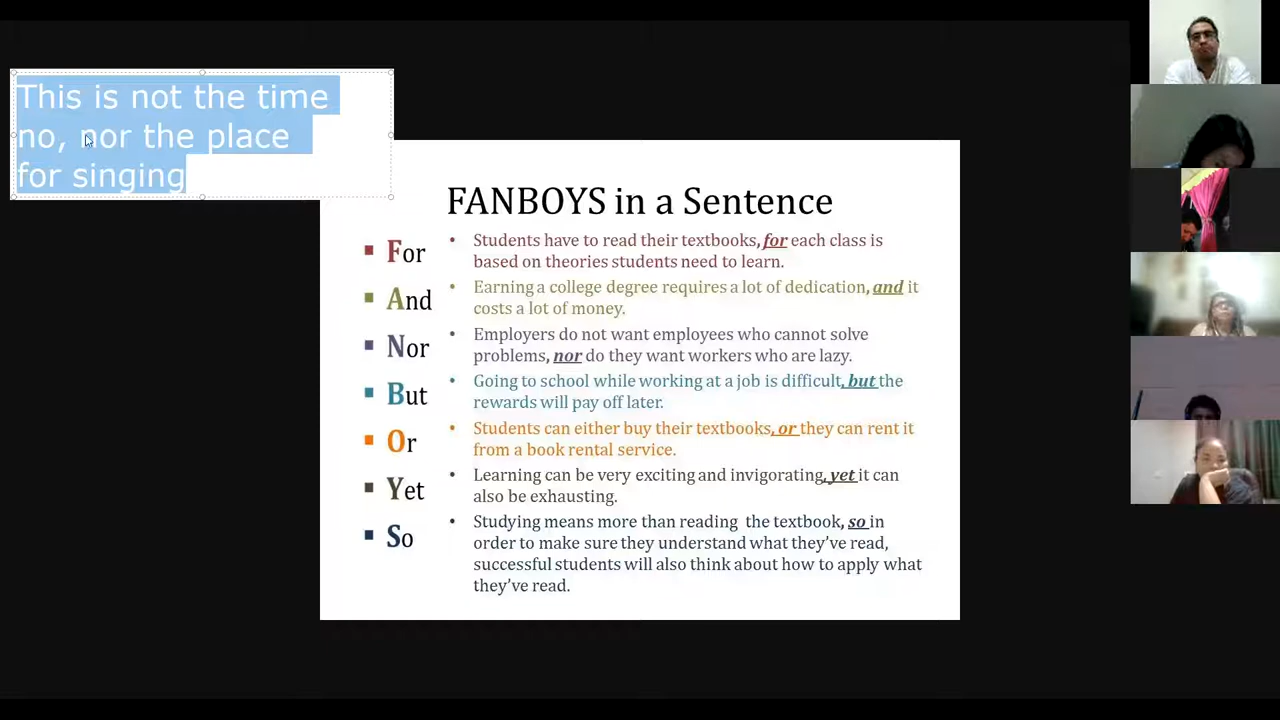 This is not the time
no, nor the place
for singing
FANBOYS in a Sentence
For
Students have to read their textbooks, for each class is
based on theories students need to learn.
And
Earning a college degree requires a lot of dedication, and it
costs a lot of money.
Nor
Employers do not want employees who cannot solve
problems, nor do they want workers who are lazy.
But
Going to school while working at a job is difficult, but the
rewards will pay off later.
Or
Students can either buy their textbooks, or they can rent it
from a book rental service.
Yet
Learning can be very exciting and invigorating, yet it can
also be exhausting.
So
Studying means more than reading the textbook, so in
order to make sure they understand what they've read,
successful students will also think about how to apply what
they've read.